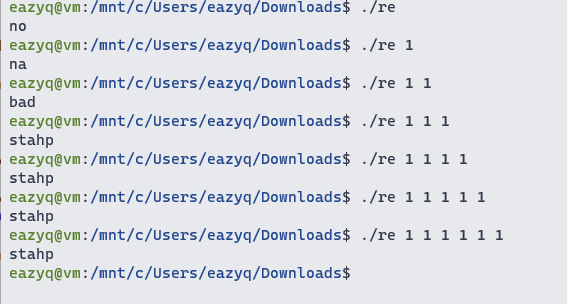 eazyq@vm:/mnt/c/Users/eazyq/Downloads$ ./re
no
eazyq@vm:/mnt/c/Users/eazyq/Downloads$ ./re 1
na
eazyq@vm:/mnt/c/Users/eazyq/Downloads$ ./re 1 1
bad
eazyq@vm:/mnt/c/Users/eazyq/Downloads$ ./re 1 1 1
stahp
eazyq@vm:/mnt/c/Users/eazyq/Downloads$ ./re 1 1 1 1
stahp
eazyq@vm:/mnt/c/Users/eazyq/Downloads$ ./re 1 1 1 1 1
stahp
eazyq@vm:/mnt/c/Users/eazyq/Downloads$ ./re 1 1 1 1 1 1
stahp
eazyq@vm:/mnt/c/Users/eazyq/Downloads$